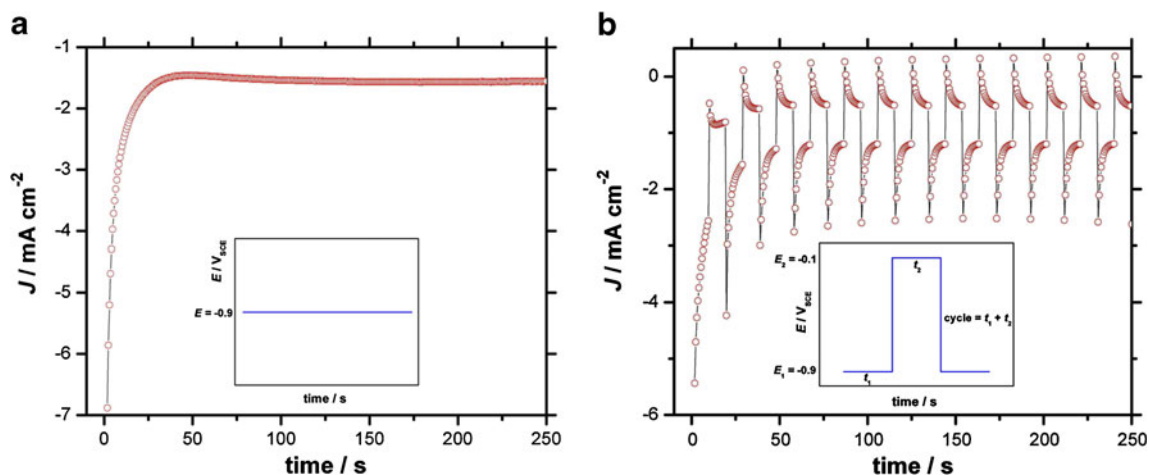 a
J / mA cm⁻²
-1
-2
-3
-4
-5
-6
-7
E / V_SCE
E = -0.9
time / s
0 50 100 150 200 250
time / s
b
J / mA cm⁻²
0
-2
-4
-6
E / V_SCE
E₂ = -0.1
t₂
cycle = t₁ + t₂
E₁ = -0.9
t₁
time / s
0 50 100 150 200 250
time / s